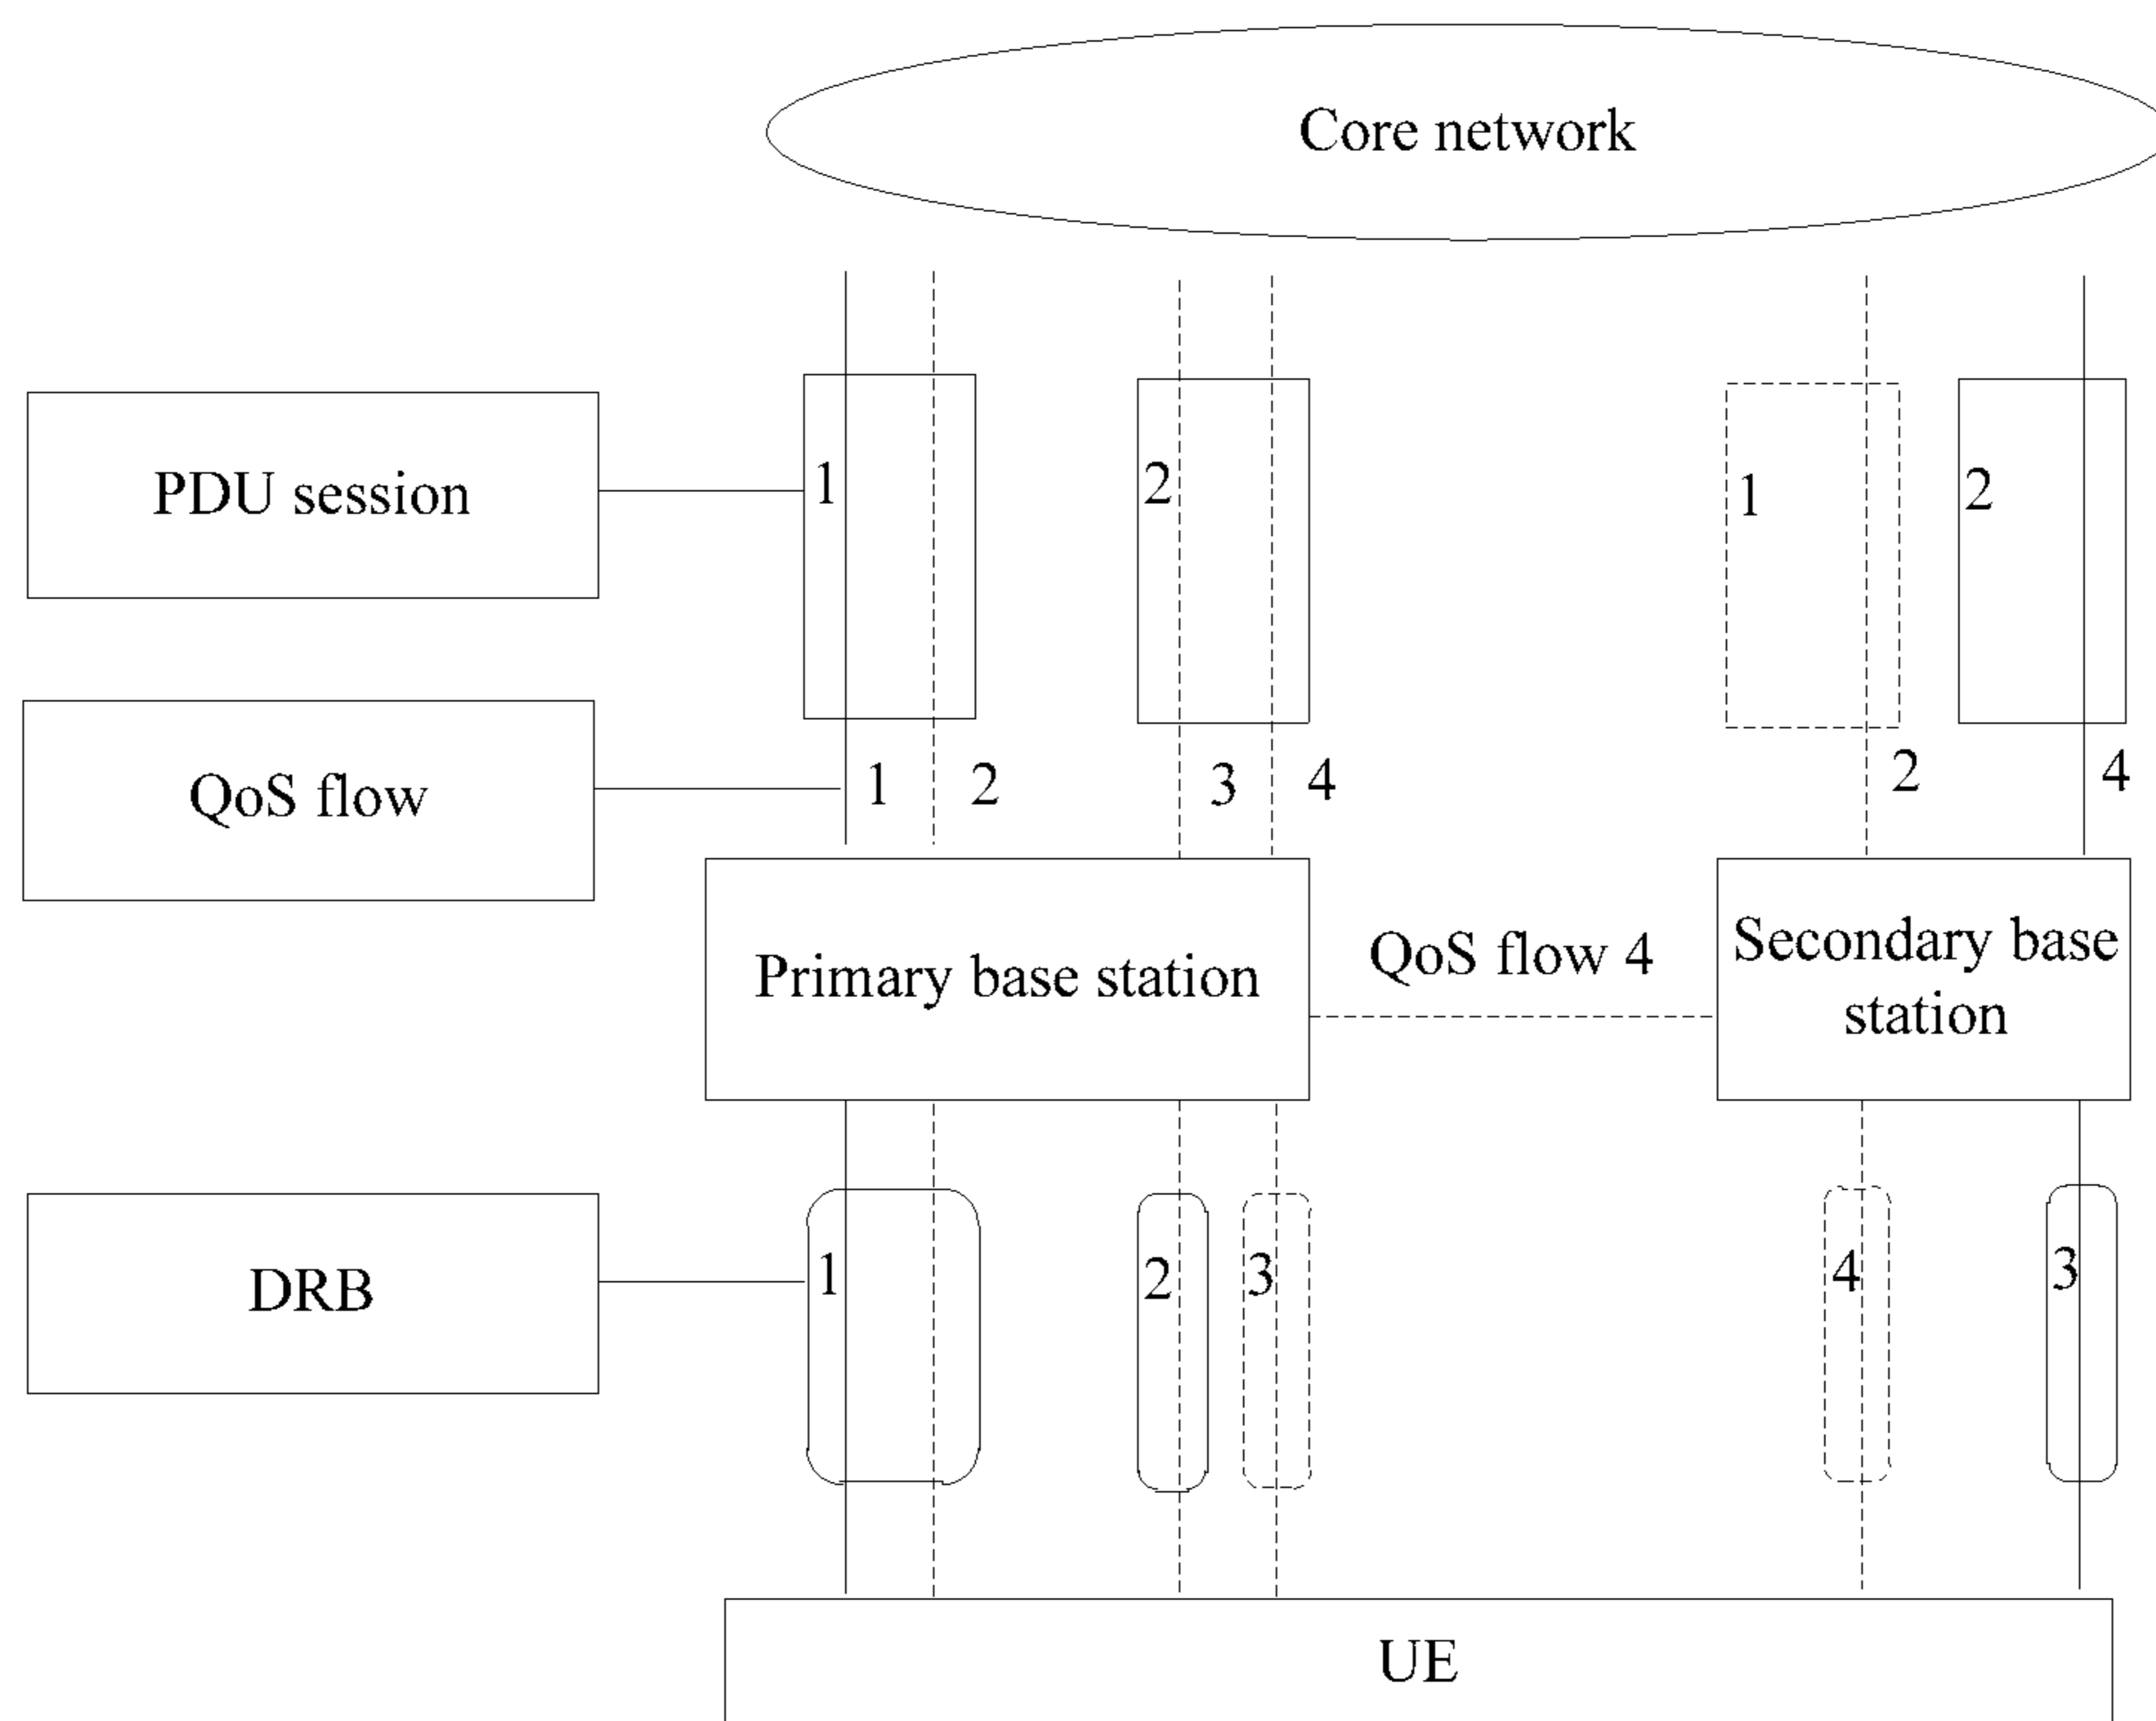 Core network
PDU session
1
2
1
2
QoS flow
1
2
3
4
2
4
Primary base station
QoS flow 4
Secondary base
station
DRB
1
2
3
4
3
UE